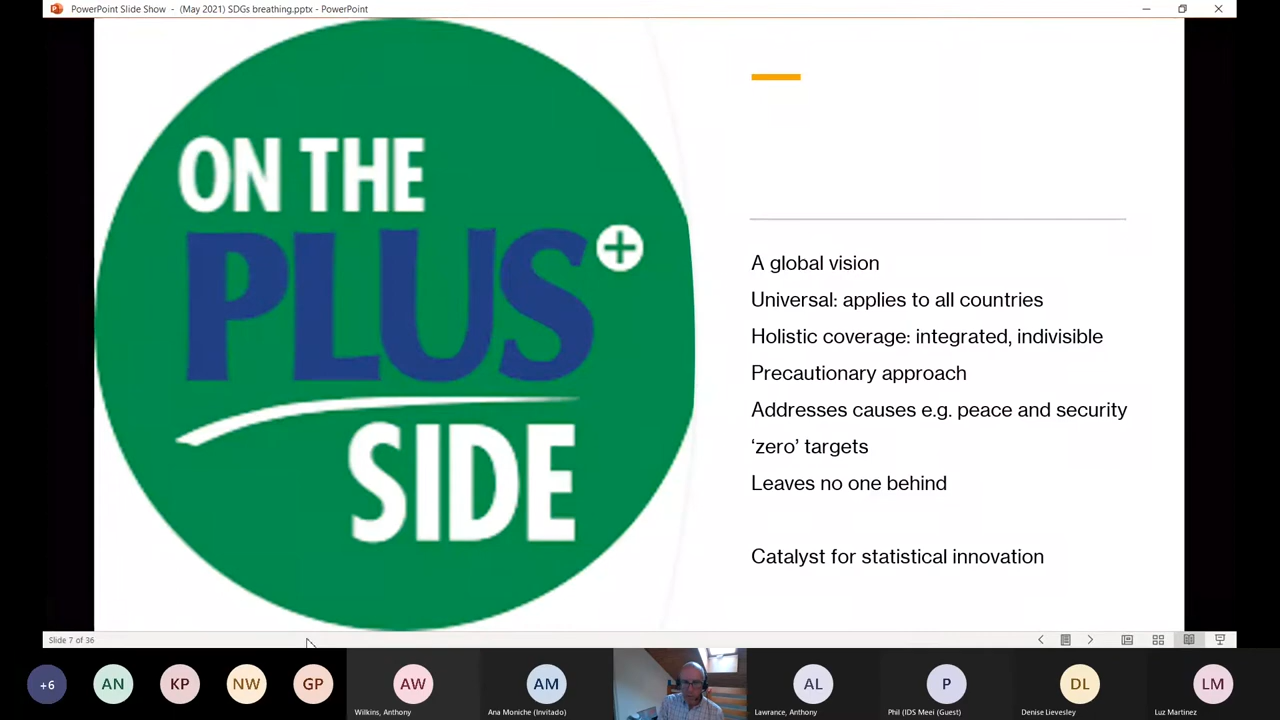 PowerPoint Slide Show - (May 2021) SDGs breathing.pptx - PowerPoint
ON THE
PLUS+
SIDE
A global vision
Universal: applies to all countries
Holistic coverage: integrated, indivisible
Precautionary approach
Addresses causes e.g. peace and security
‘zero’ targets
Leaves no one behind
Catalyst for statistical innovation
Slide 7 of 36
+6
AN
KP
NW
GP
AW
AM
AL
P
DL
LM
Wilkins, Anthony
Ana Moniche (Invitado)
Lawrance, Anthony
Phil (IDS Meei (Guest)
Denise Lievesley
Luz Martinez